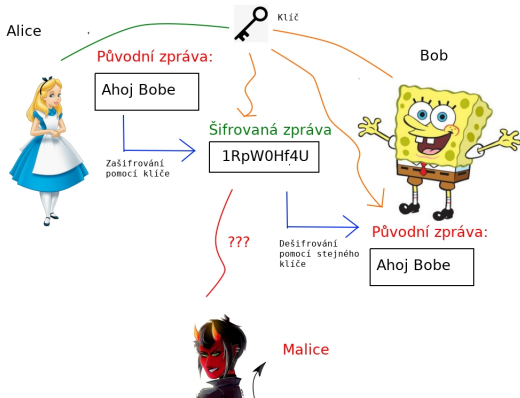 Klíč
Alice
Bob
Původní zpráva:
Ahoj Bobe
Šifrovaná zpráva
1RpW0Hf4U
Zašifrování
pomocí klíče
???
Dešifrování
pomocí stejného
klíče
Původní zpráva:
Ahoj Bobe
Malice